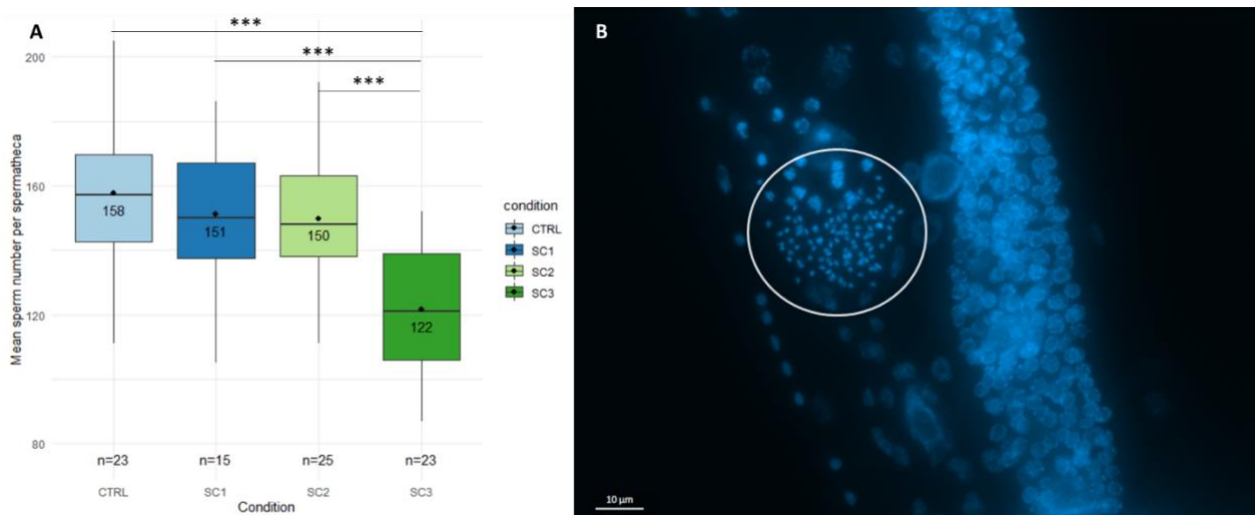 A
***
***
***
200
160
120
80
Mean sperm number per spermatheca
158
151
150
122
n=23
n=15
n=25
n=23
CTRL
SC1
SC2
SC3
Condition
condition
CTRL
SC1
SC2
SC3
B
10 µm